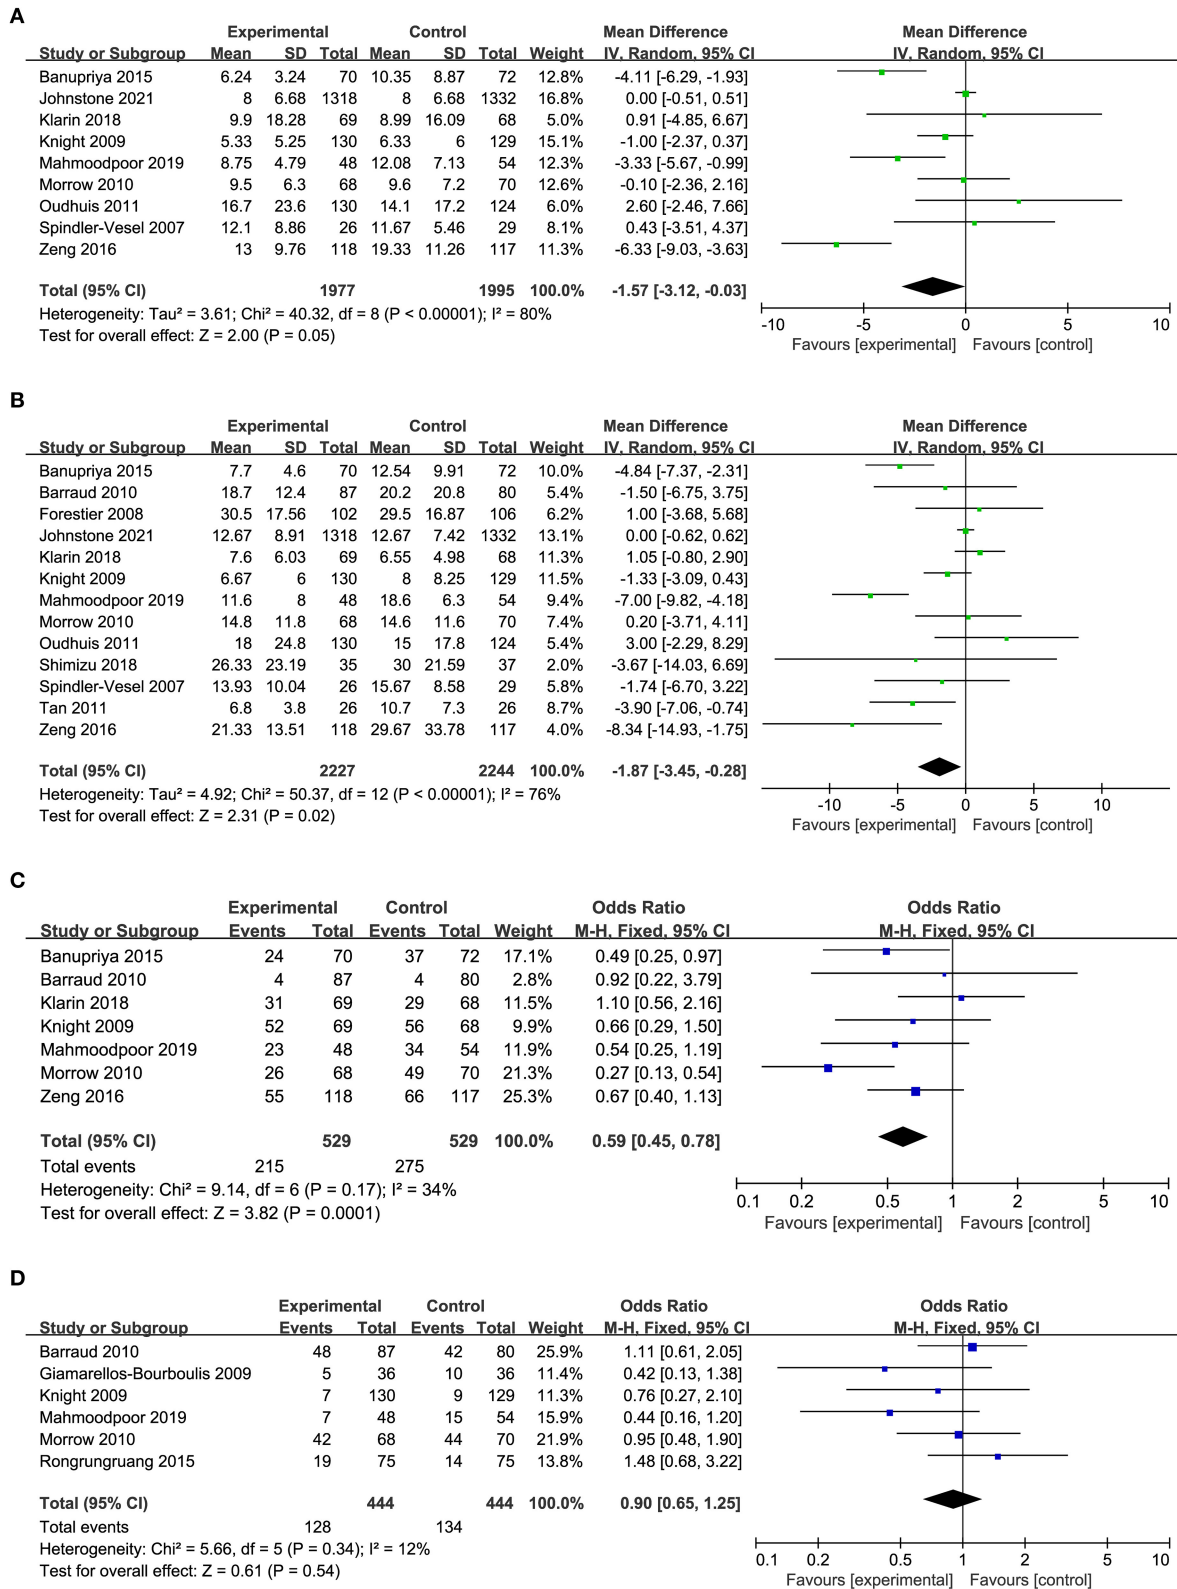 A
Experimental Control Mean Difference Mean Difference
Study or Subgroup Mean SD Total Mean SD Total Weight IV, Random, 95% CI IV, Random, 95% CI
Banupriya 2015 6.24 3.24 70 10.35 8.87 72 12.8% -4.11 [-6.29, -1.93]
Johnstone 2021 8 6.68 1318 8 6.68 1332 16.8% 0.00 [-0.51, 0.51]
Klarin 2018 9.9 18.28 69 8.99 16.09 68 5.0% 0.91 [-4.85, 6.67]
Knight 2009 5.33 5.25 130 6.33 6 129 15.1% -1.00 [-2.37, 0.37]
Mahmoodpoor 2019 8.75 4.79 48 12.08 7.13 54 12.3% -3.33 [-5.67, -0.99]
Morrow 2010 9.5 6.3 68 9.6 7.2 70 12.6% -0.10 [-2.36, 2.16]
Oudhuis 2011 16.7 23.6 130 14.1 17.2 124 6.0% 2.60 [-2.46, 7.66]
Spindler-Vesel 2007 12.1 8.86 26 11.67 5.46 29 8.1% 0.43 [-3.51, 4.37]
Zeng 2016 13 9.76 118 19.33 11.26 117 11.3% -6.33 [-9.03, -3.63]
Total (95% CI) 1977 1995 100.0% -1.57 [-3.12, -0.03]
Heterogeneity: Tau² = 3.61; Chi² = 40.32, df = 8 (P < 0.00001); I² = 80%
Test for overall effect: Z = 2.00 (P = 0.05)
-10 -5 0 5 10
Favours [experimental] Favours [control]
B
Experimental Control Mean Difference Mean Difference
Study or Subgroup Mean SD Total Mean SD Total Weight IV, Random, 95% CI IV, Random, 95% CI
Banupriya 2015 7.7 4.6 70 12.54 9.91 72 10.0% -4.84 [-7.37, -2.31]
Barraud 2010 18.7 12.4 87 20.2 20.8 80 5.4% -1.50 [-6.75, 3.75]
Forestier 2008 30.5 17.56 102 29.5 16.87 106 6.2% 1.00 [-3.68, 5.68]
Johnstone 2021 12.67 8.91 1318 12.67 7.42 1332 13.1% 0.00 [-0.62, 0.62]
Klarin 2018 7.6 6.03 69 6.55 4.98 68 11.3% 1.05 [-0.80, 2.90]
Knight 2009 6.67 6 130 8 8.25 129 11.5% -1.33 [-3.09, 0.43]
Mahmoodpoor 2019 11.6 8 48 18.6 6.3 54 9.4% -7.00 [-9.82, -4.18]
Morrow 2010 14.8 11.8 68 14.6 11.6 70 7.4% 0.20 [-3.71, 4.11]
Oudhuis 2011 18 24.8 130 15 17.8 124 5.4% 3.00 [-2.29, 8.29]
Shimizu 2018 26.33 23.19 35 30 21.59 37 2.0% -3.67 [-14.03, 6.69]
Spindler-Vesel 2007 13.93 10.04 26 15.67 8.58 29 5.8% -1.74 [-6.70, 3.22]
Tan 2011 6.8 3.8 26 10.7 7.3 26 8.7% -3.90 [-7.06, -0.74]
Zeng 2016 21.33 13.51 118 29.67 33.78 117 4.0% -8.34 [-14.93, -1.75]
Total (95% CI) 2227 2244 100.0% -1.87 [-3.45, -0.28]
Heterogeneity: Tau² = 4.92; Chi² = 50.37, df = 12 (P < 0.00001); I² = 76%
Test for overall effect: Z = 2.31 (P = 0.02)
-10 -5 0 5 10
Favours [experimental] Favours [control]
C
Experimental Control Odds Ratio Odds Ratio
Study or Subgroup Events Total Events Total Weight M-H, Fixed, 95% CI M-H, Fixed, 95% CI
Banupriya 2015 24 70 37 72 17.1% 0.49 [0.25, 0.97]
Barraud 2010 4 87 4 80 2.8% 0.92 [0.22, 3.79]
Klarin 2018 31 69 29 68 11.5% 1.10 [0.56, 2.16]
Knight 2009 52 69 56 68 9.9% 0.66 [0.29, 1.50]
Mahmoodpoor 2019 23 48 34 54 11.9% 0.54 [0.25, 1.19]
Morrow 2010 26 68 49 70 21.3% 0.27 [0.13, 0.54]
Zeng 2016 55 118 66 117 25.3% 0.67 [0.40, 1.13]
Total (95% CI) 529 529 100.0% 0.59 [0.45, 0.78]
Total events 215 275
Heterogeneity: Chi² = 9.14, df = 6 (P = 0.17); I² = 34%
Test for overall effect: Z = 3.82 (P = 0.0001)
0.1 0.2 0.5 1 2 5 10
Favours [experimental] Favours [control]
D
Experimental Control Odds Ratio Odds Ratio
Study or Subgroup Events Total Events Total Weight M-H, Fixed, 95% CI M-H, Fixed, 95% CI
Barraud 2010 48 87 42 80 25.9% 1.11 [0.61, 2.05]
Giamarellos-Bourboulis 2009 5 36 10 36 11.4% 0.42 [0.13, 1.38]
Knight 2009 7 130 9 129 11.3% 0.76 [0.27, 2.10]
Mahmoodpoor 2019 7 48 15 54 15.9% 0.44 [0.16, 1.20]
Morrow 2010 42 68 44 70 21.9% 0.95 [0.48, 1.90]
Rongrungruang 2015 19 75 14 75 13.8% 1.48 [0.68, 3.22]
Total (95% CI) 444 444 100.0% 0.90 [0.65, 1.25]
Total events 128 134
Heterogeneity: Chi² = 5.66, df = 5 (P = 0.34); I² = 12%
Test for overall effect: Z = 0.61 (P = 0.54)
0.1 0.2 0.5 1 2 5 10
Favours [experimental] Favours [control]